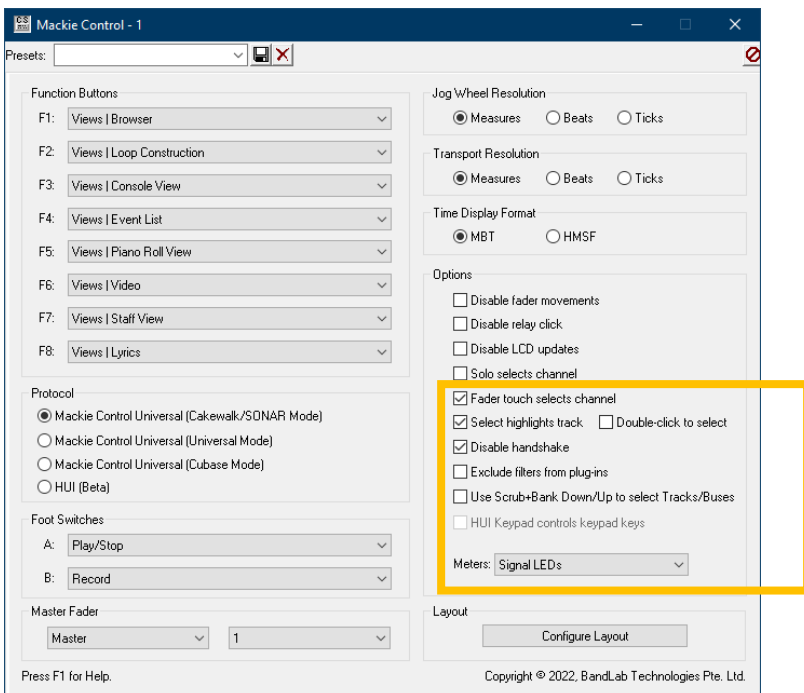 Mackie Control - 1
Presets:
Function Buttons
F1: Views | Browser
F2: Views | Loop Construction
F3: Views | Console View
F4: Views | Event List
F5: Views | Piano Roll View
F6: Views | Video
F7: Views | Staff View
F8: Views | Lyrics
Protocol
Mackie Control Universal (Cakewalk/SONAR Mode)
Mackie Control Universal (Universal Mode)
Mackie Control Universal (Cubase Mode)
HUI (Beta)
Foot Switches
A: Play/Stop
B: Record
Master Fader
Master 1
Press F1 for Help.
Jog Wheel Resolution
Measures Beats Ticks
Transport Resolution
Measures Beats Ticks
Time Display Format
MBT HMSF
Options
Disable fader movements
Disable relay click
Disable LCD updates
Solo selects channel
Fader touch selects channel
Select highlights track Double-click to select
Disable handshake
Exclude filters from plug-ins
Use Scrub+Bank Down/Up to select Tracks/Buses
HUI Keypad controls keypad keys
Meters: Signal LEDs
Layout
Configure Layout
Copyright © 2022, BandLab Technologies Pte. Ltd.